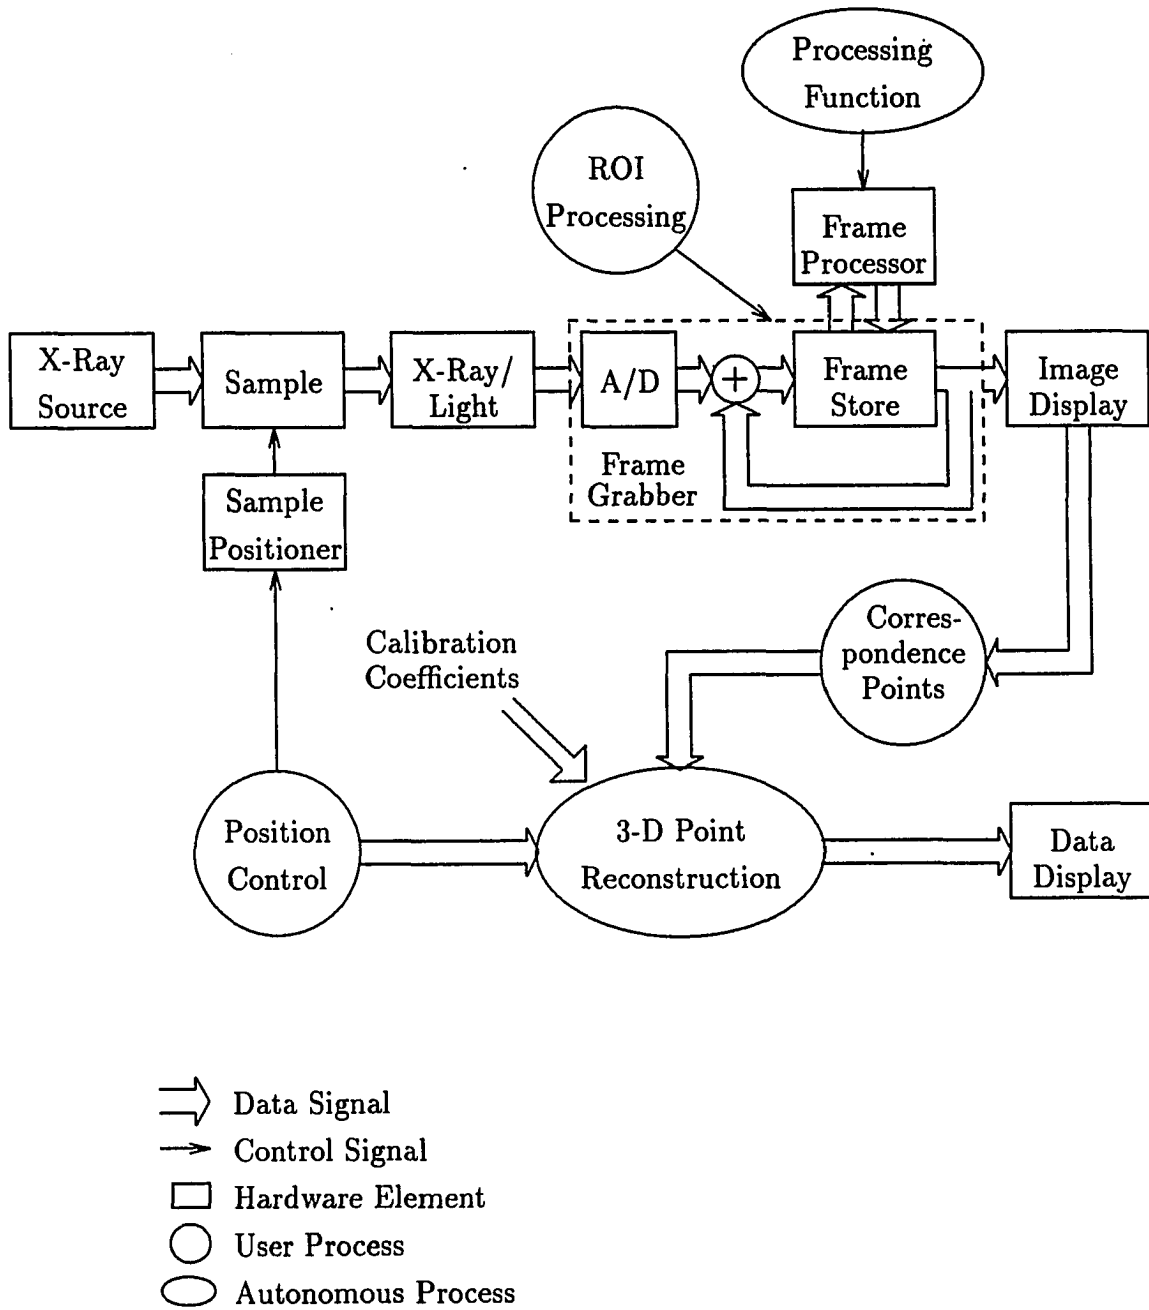 Processing
Function
ROI
Processing
Frame
Processor
X-Ray
Source
Sample
X-Ray/
Light
A/D
+
Frame
Store
Image
Display
Frame
Grabber
Sample
Positioner
Calibration
Coefficients
Corres-
pondence
Points
Position
Control
3-D Point
Reconstruction
Data
Display
Data Signal
Control Signal
Hardware Element
User Process
Autonomous Process